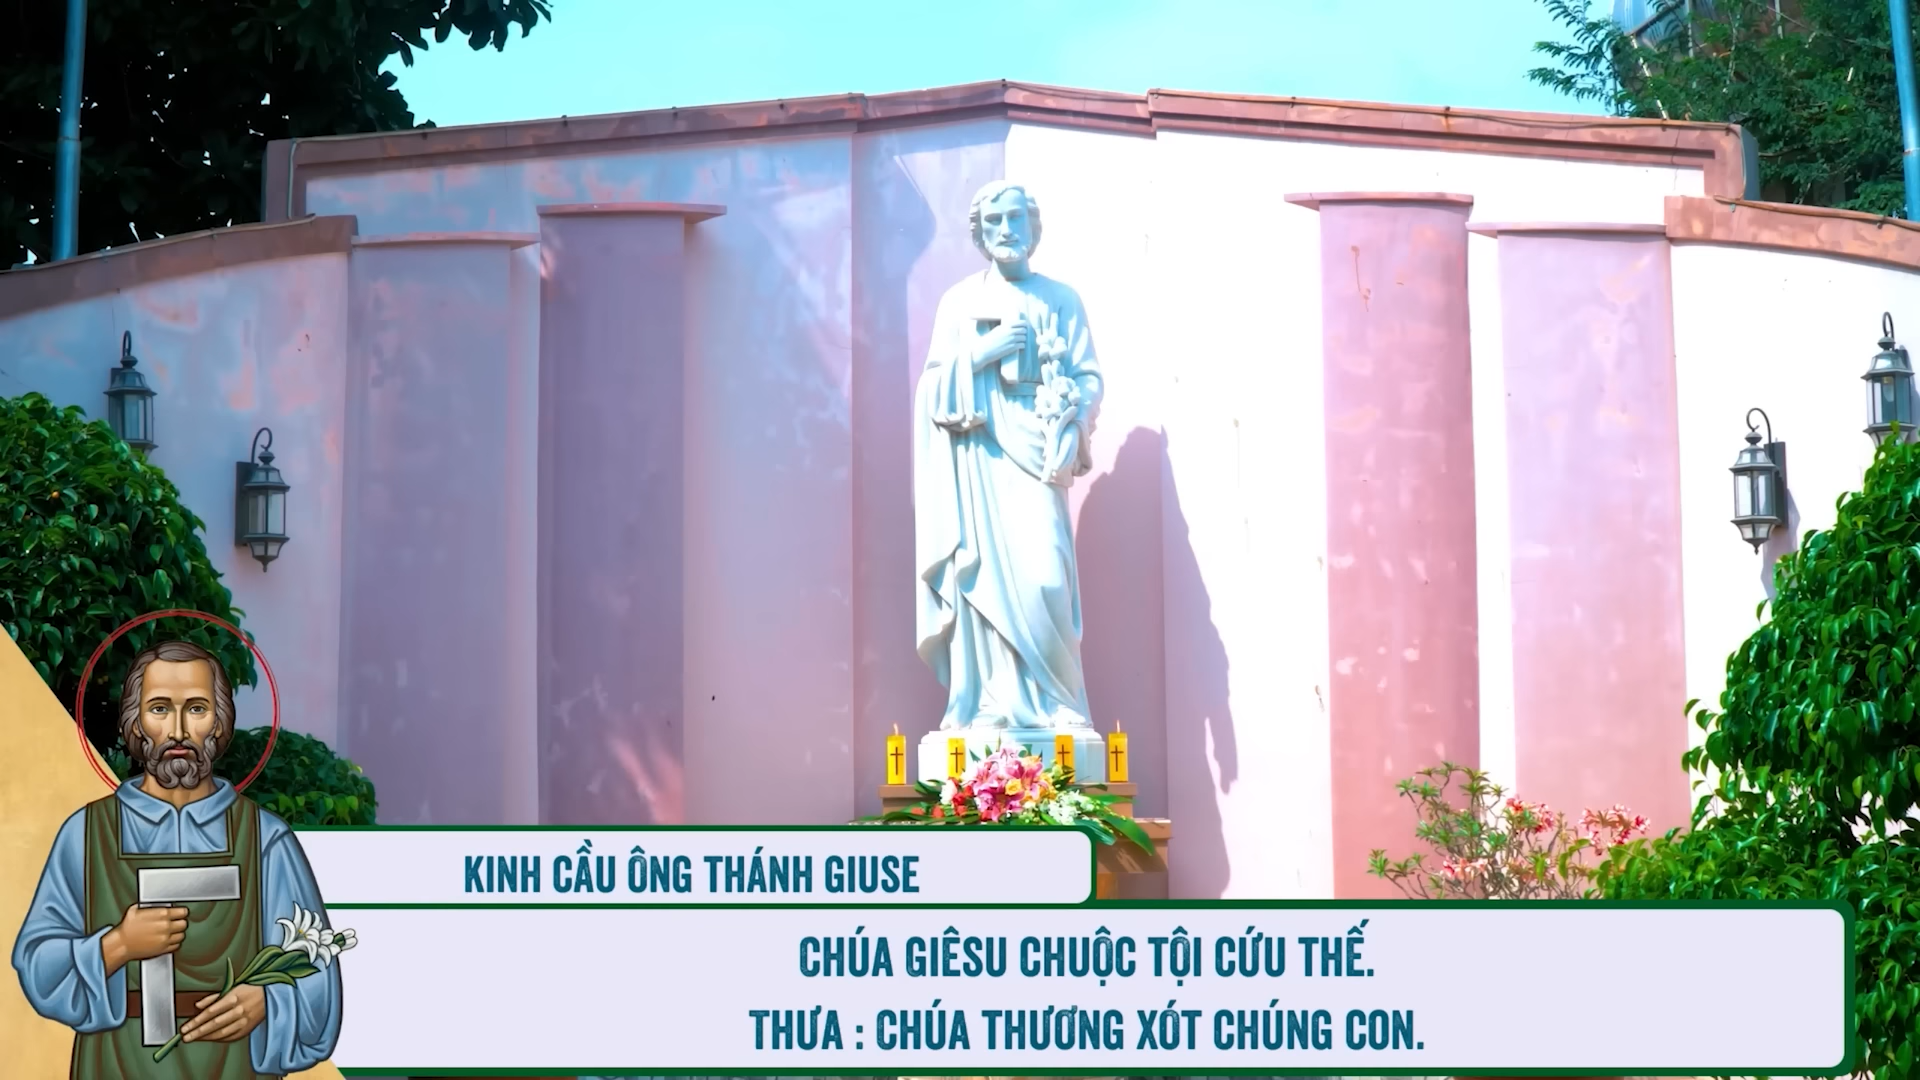 KINH CẦU ÔNG THÁNH GIUSE
CHÚA GIÊSU CHUỘC TỘI CỨU THẾ.
THƯA : CHÚA THƯƠNG XÓT CHÚNG CON.